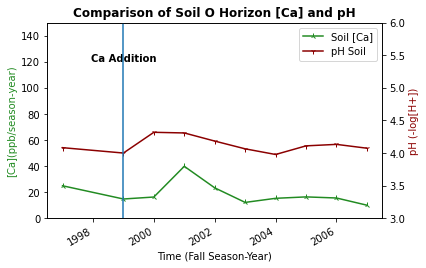 Comparison of Soil O Horizon [Ca] and pH
140
120
100
80
60
40
20
0
[Ca](ppb/season-year)
Ca Addition
Soil [Ca]
pH Soil
6.0
5.5
5.0
4.5
4.0
3.5
3.0
pH (-log[H+])
1998
2000
2002
2004
2006
Time (Fall Season-Year)